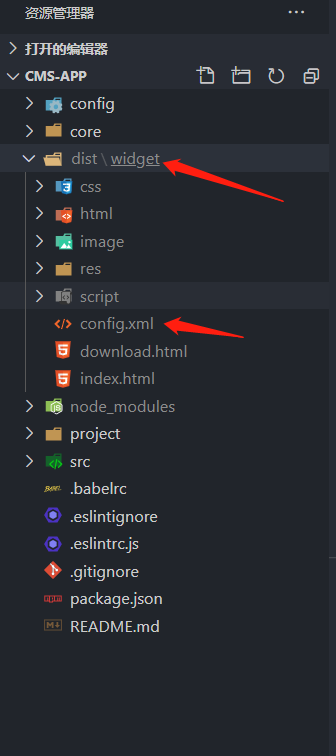 资源管理器
打开的编辑器
CMS-APP
config
core
dist \ widget
css
html
image
res
script
config.xml
download.html
index.html
node_modules
project
src
.babelrc
.eslintignore
.eslintrc.js
.gitignore
package.json
README.md